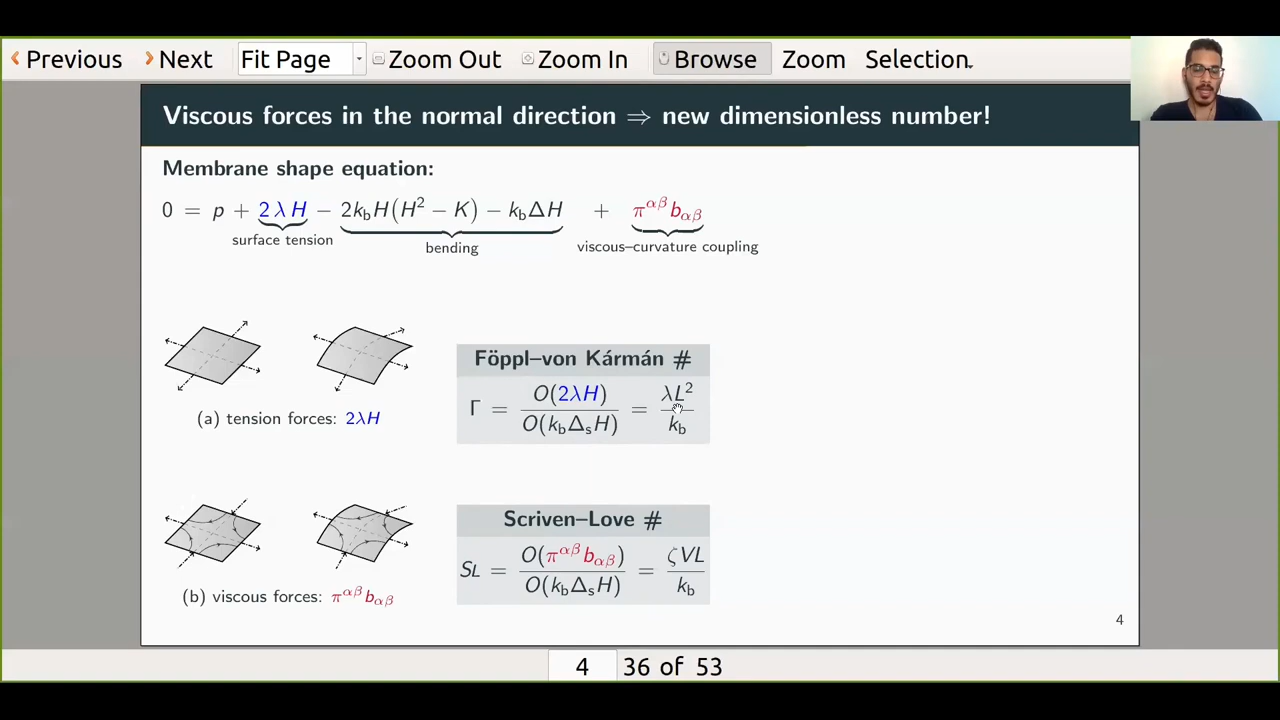 Previous Next Fit Page Zoom Out Zoom In Browse Zoom Selection
Viscous forces in the normal direction ⇒ new dimensionless number!
Membrane shape equation:
0 = p + 2λH − 2k_b H(H² − K) − k_b ΔH + π^{αβ} b_{αβ}
surface tension
bending
viscous–curvature coupling
(a) tension forces: 2λH
Föppl–von Kármán #
Γ = O(2λH) / O(k_b Δ_s H) = λL² / k_b
(b) viscous forces: π^{αβ} b_{αβ}
Scriven–Love #
SL = O(π^{αβ} b_{αβ}) / O(k_b Δ_s H) = ζVL / k_b
4
4 36 of 53